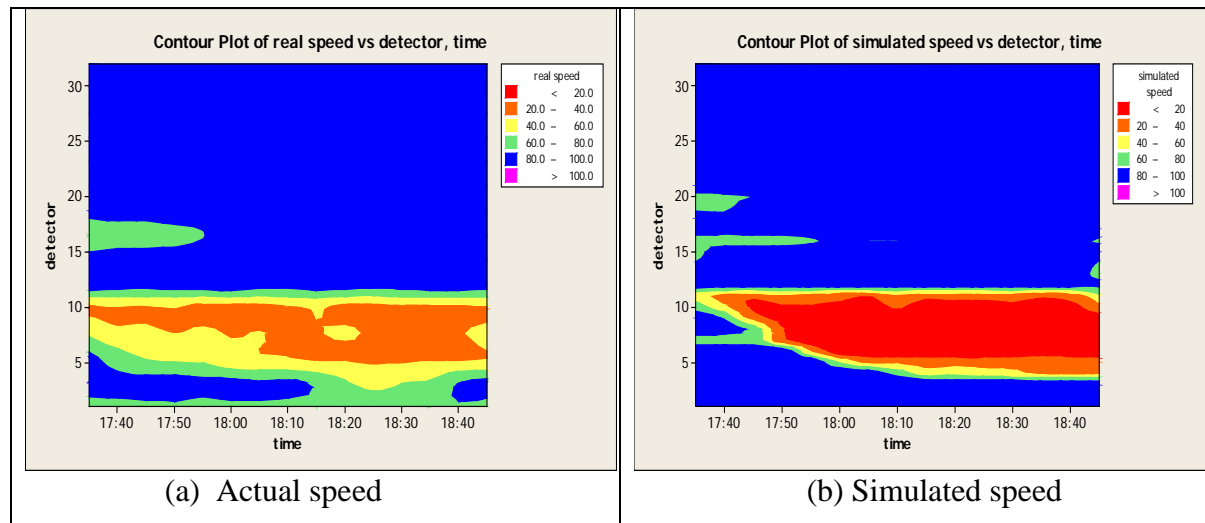 Contour Plot of real speed vs detector, time
real speed
< 20.0
20.0 – 40.0
40.0 – 60.0
60.0 – 80.0
80.0 – 100.0
> 100.0
detector
30
25
20
15
10
5
17:40 17:50 18:00 18:10 18:20 18:30 18:40
time
(a) Actual speed
Contour Plot of simulated speed vs detector, time
simulated
speed
< 20
20 – 40
40 – 60
60 – 80
80 – 100
> 100
detector
30
25
20
15
10
5
17:40 17:50 18:00 18:10 18:20 18:30 18:40
time
(b) Simulated speed